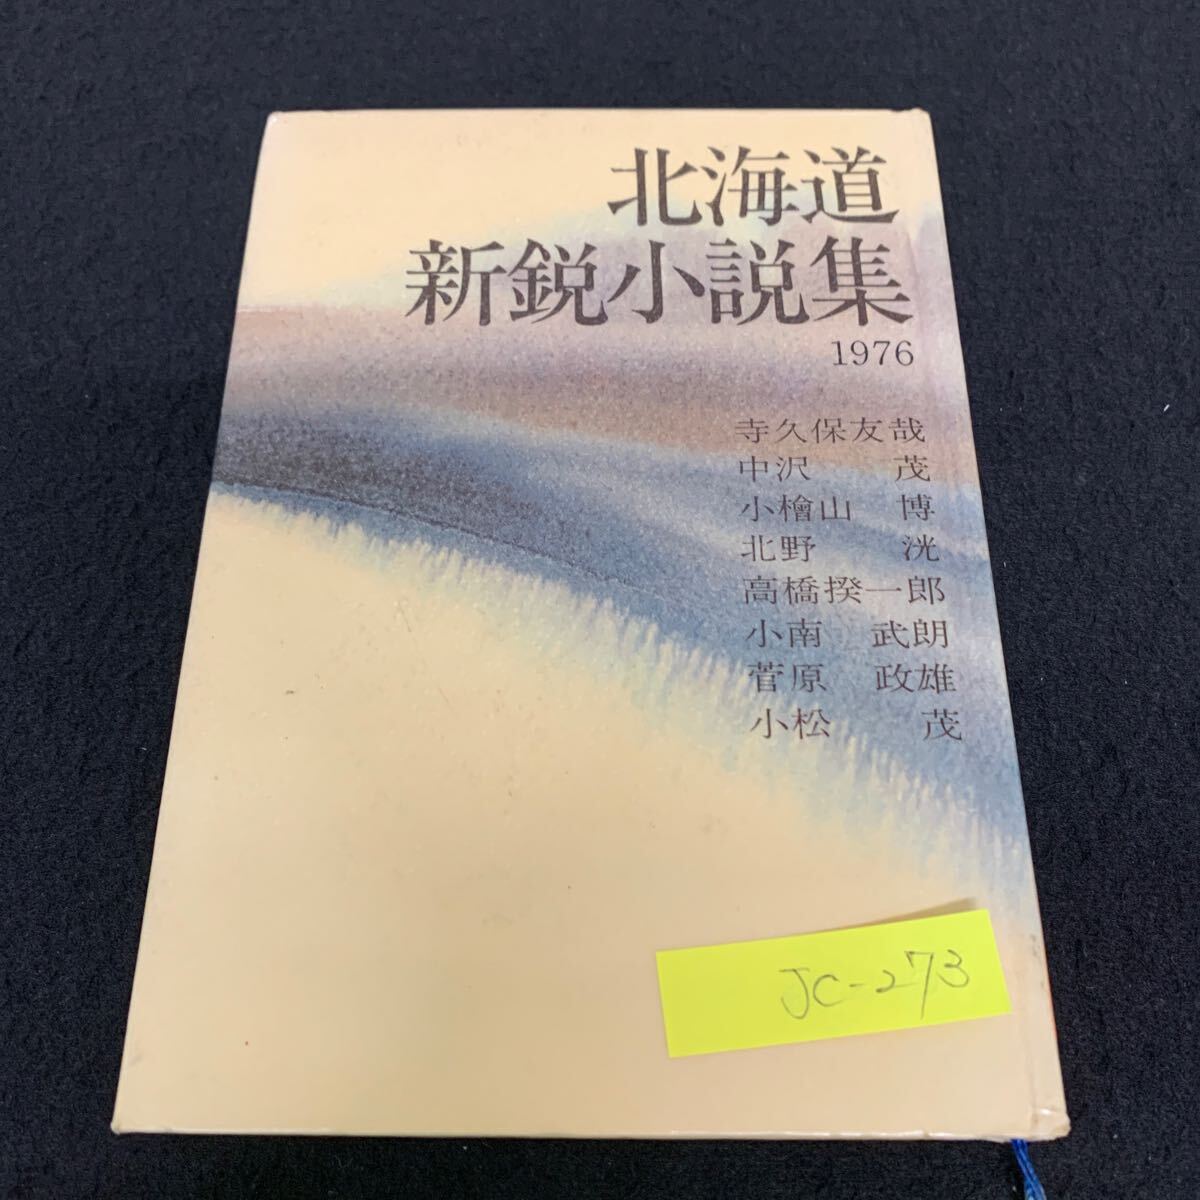 北海道
新鋭小説集
1976
寺久保友哉
中沢 茂
小檜山 博
北野 洸
高橋揆一郎
小南 武朗
菅原 政雄
小松 茂
JC-273